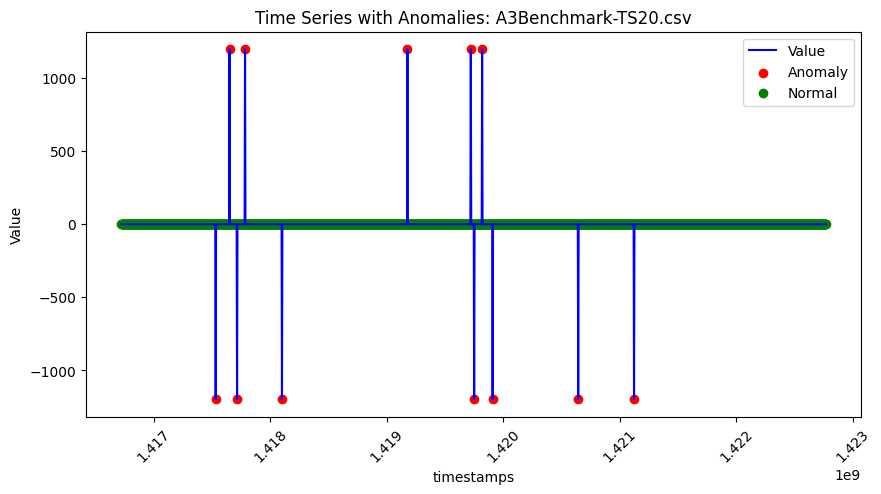 Time Series with Anomalies: A3Benchmark-TS20.csv
Value
Anomaly
Normal
Value
1000
500
0
−500
−1000
1.417
1.418
1.419
1.420
1.421
1.422
1.423
1e9
timestamps